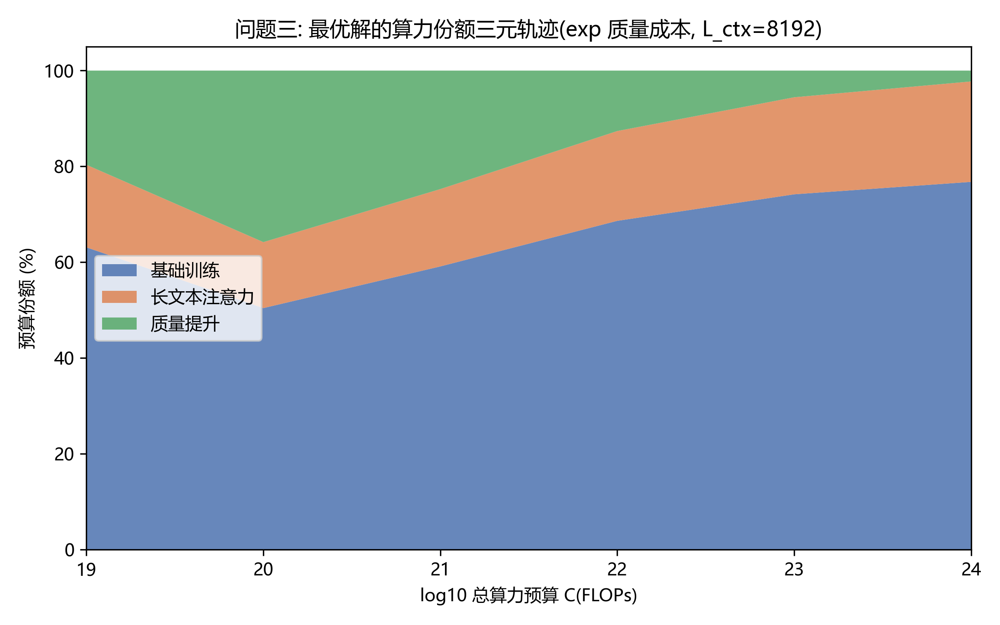 问题三: 最优解的算力份额三元轨迹(exp 质量成本, L_ctx=8192)
100
80
60
40
20
0
预算份额 (%)
基础训练
长文本注意力
质量提升
19 20 21 22 23 24
log10 总算力预算 C(FLOPs)